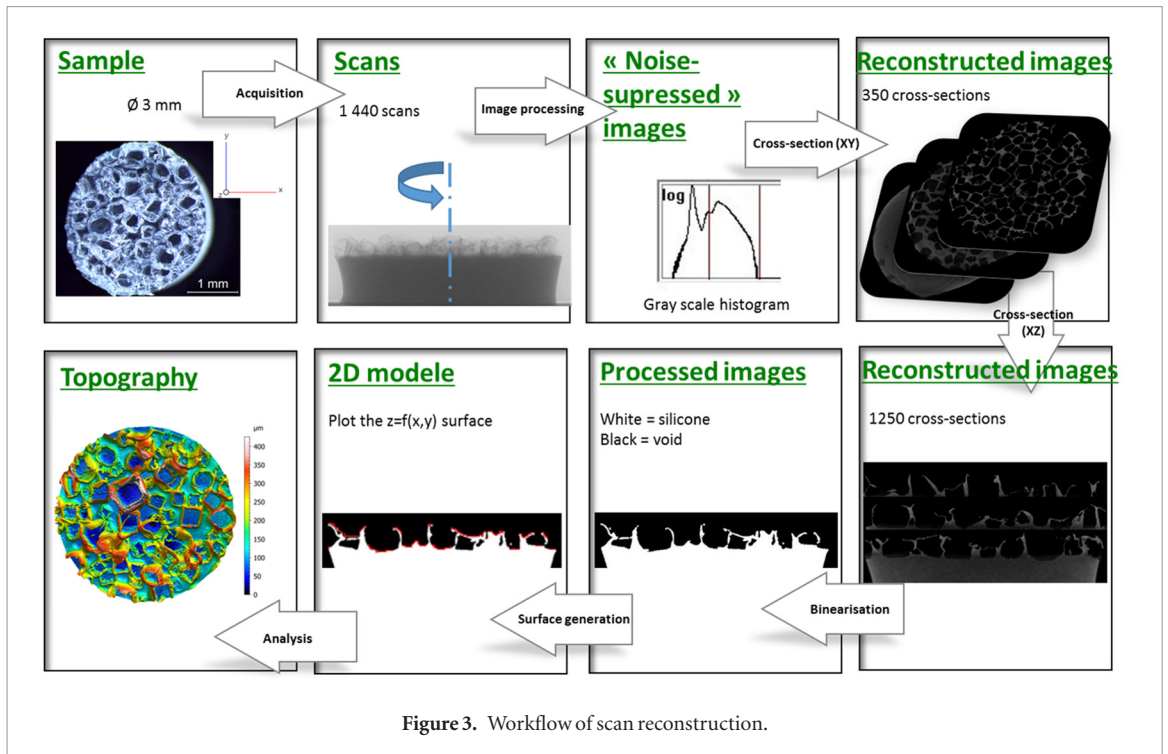 Sample
Ø 3 mm
y
z
x
1 mm
Acquisition
Scans
1 440 scans
Image processing
« Noise-
supressed »
images
log
Gray scale histogram
Cross-section (XY)
Reconstructed images
350 cross-sections
Cross-section
(XZ)
Reconstructed images
1250 cross-sections
Binearisation
Processed images
White = silicone
Black = void
Surface generation
2D modele
Plot the z=f(x,y) surface
Analysis
Topography
µm
400
350
300
250
200
150
100
50
0
Figure 3. Workflow of scan reconstruction.